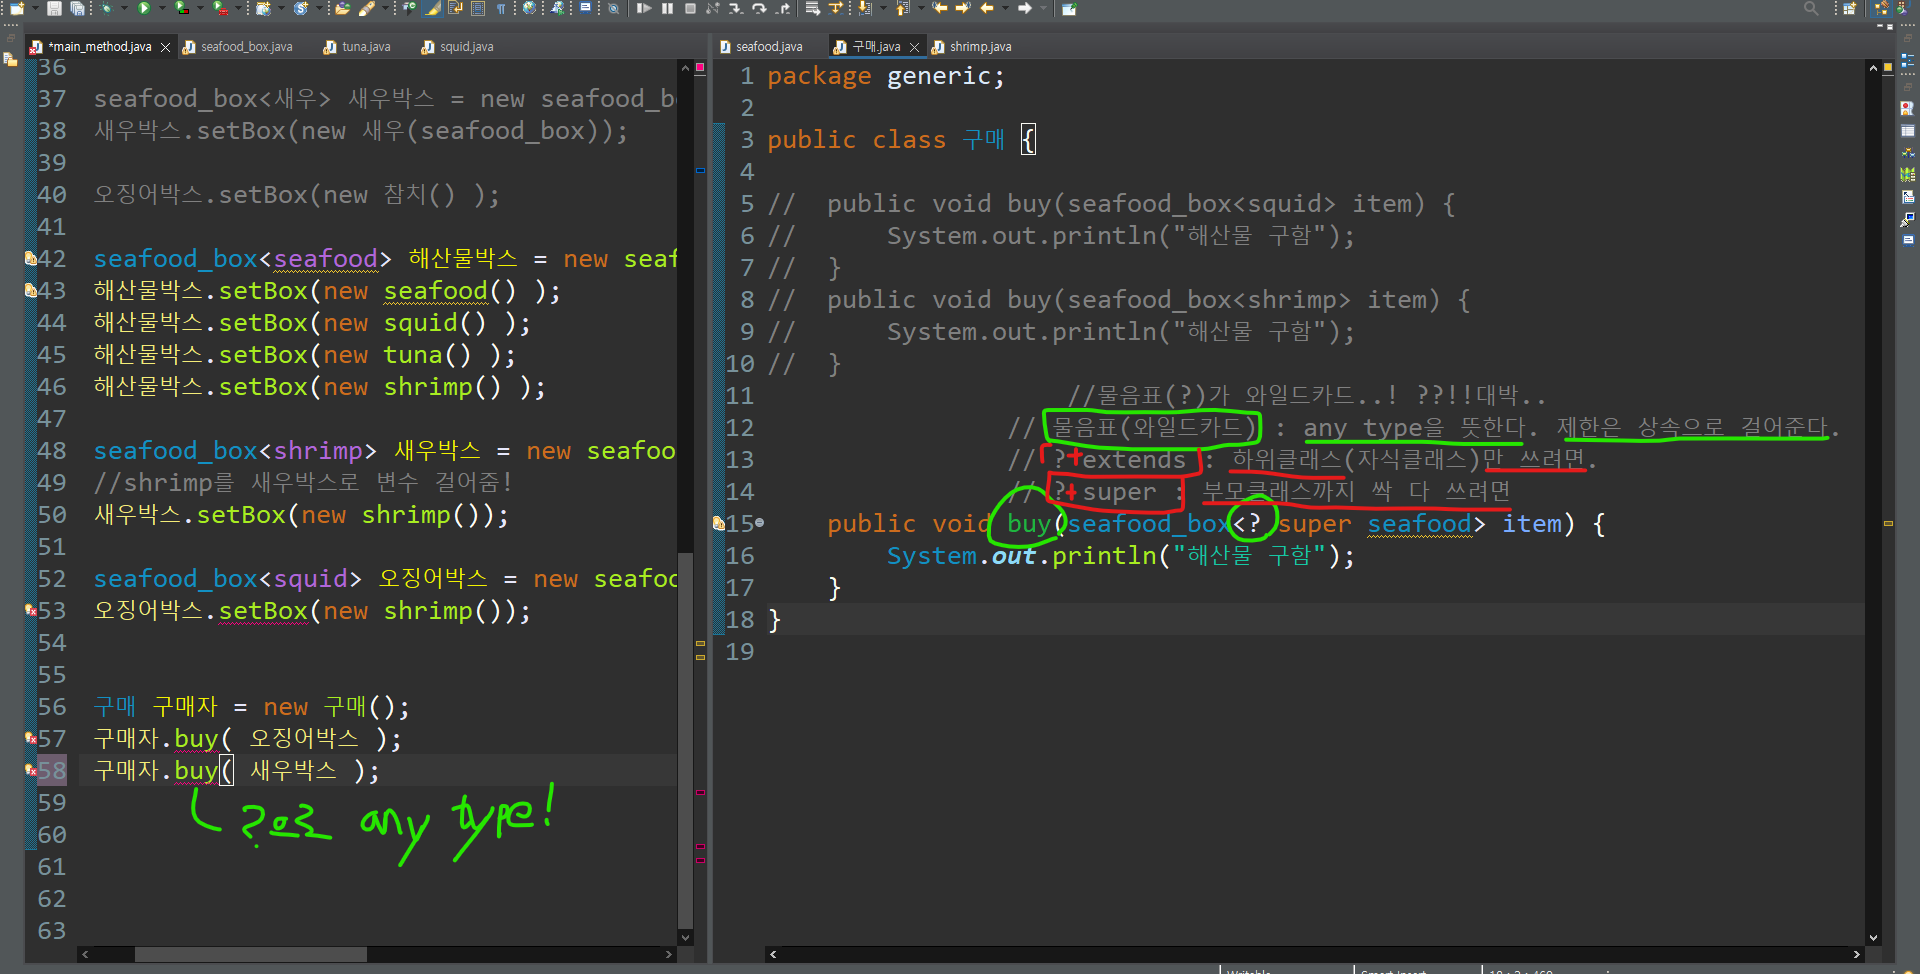 *main_method.java
seafood_box.java
tuna.java
squid.java
36
37 seafood_box<새우> 새우박스 = new seafood_b
38 새우박스.setBox(new 새우(seafood_box));
39
40 오징어박스.setBox(new 참치() );
41
42 seafood_box<seafood> 해산물박스 = new seaf
43 해산물박스.setBox(new seafood() );
44 해산물박스.setBox(new squid() );
45 해산물박스.setBox(new tuna() );
46 해산물박스.setBox(new shrimp() );
47
48 seafood_box<shrimp> 새우박스 = new seafoo
49 //shrimp를 새우박스로 변수 걸어줌!
50 새우박스.setBox(new shrimp());
51
52 seafood_box<squid> 오징어박스 = new seafoo
53 오징어박스.setBox(new shrimp());
54
55
56 구매 구매자 = new 구매();
57 구매자.buy( 오징어박스 );
58 구매자.buy( 새우박스 );
59
?으로 any type!
60
61
62
63
seafood.java
구매.java
shrimp.java
1 package generic;
2
3 public class 구매 {
4
5 //  public void buy(seafood_box<squid> item) {
6 //      System.out.println("해산물 구함");
7 //  }
8 //  public void buy(seafood_box<shrimp> item) {
9 //      System.out.println("해산물 구함");
10 //  }
11 //물음표(?)가 와일드카드..! ??!!대박..
12 // 물음표(와일드카드) : any type을 뜻한다. 제한은 상속으로 걸어준다.
13 // ?+extends : 하위클래스(자식클래스)만 쓰려면.
14 // ?+super : 부모클래스까지 싹 다 쓰려면
15 public void buy(seafood_box<? super seafood> item) {
16 System.out.println("해산물 구함");
17 }
18 }
19